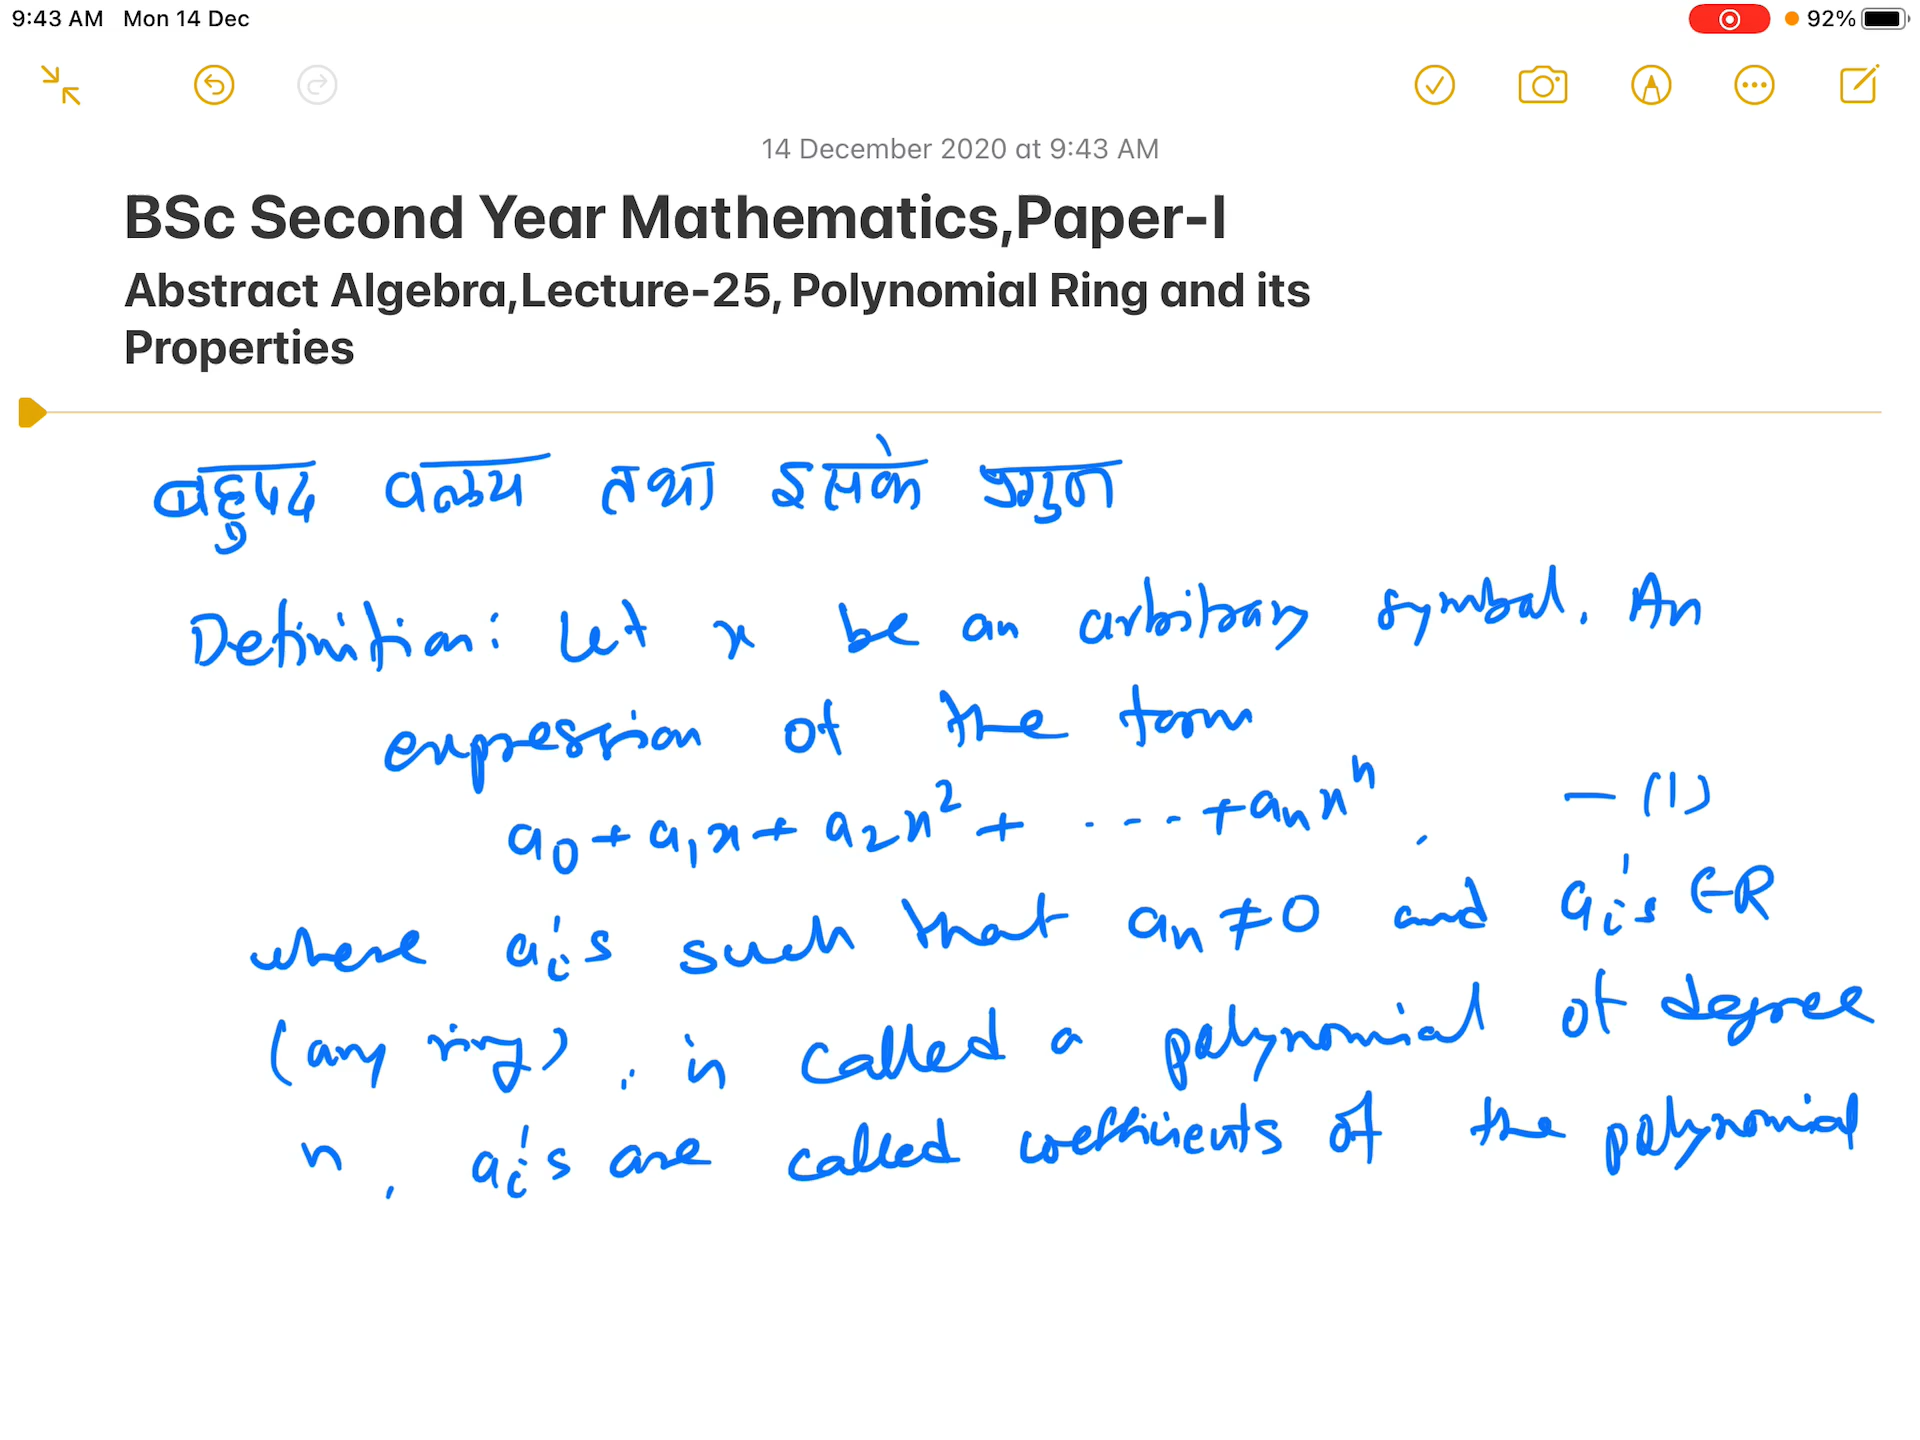 9:43 AM Mon 14 Dec
92%
14 December 2020 at 9:43 AM
BSc Second Year Mathematics,Paper-I
Abstract Algebra,Lecture-25, Polynomial Ring and its
Properties
बहुपद वलय तथा इसके गुण
Definition: Let x be an arbitrary symbol. An
expression of the form
a₀ + a₁x + a₂x² + ---- + aₙxⁿ, — (1)
where aᵢ's such that aₙ ≠ 0 and aᵢ's ∈ R
(any ring), is called a polynomial of degree
n, aᵢ's are called coefficients of the polynomial